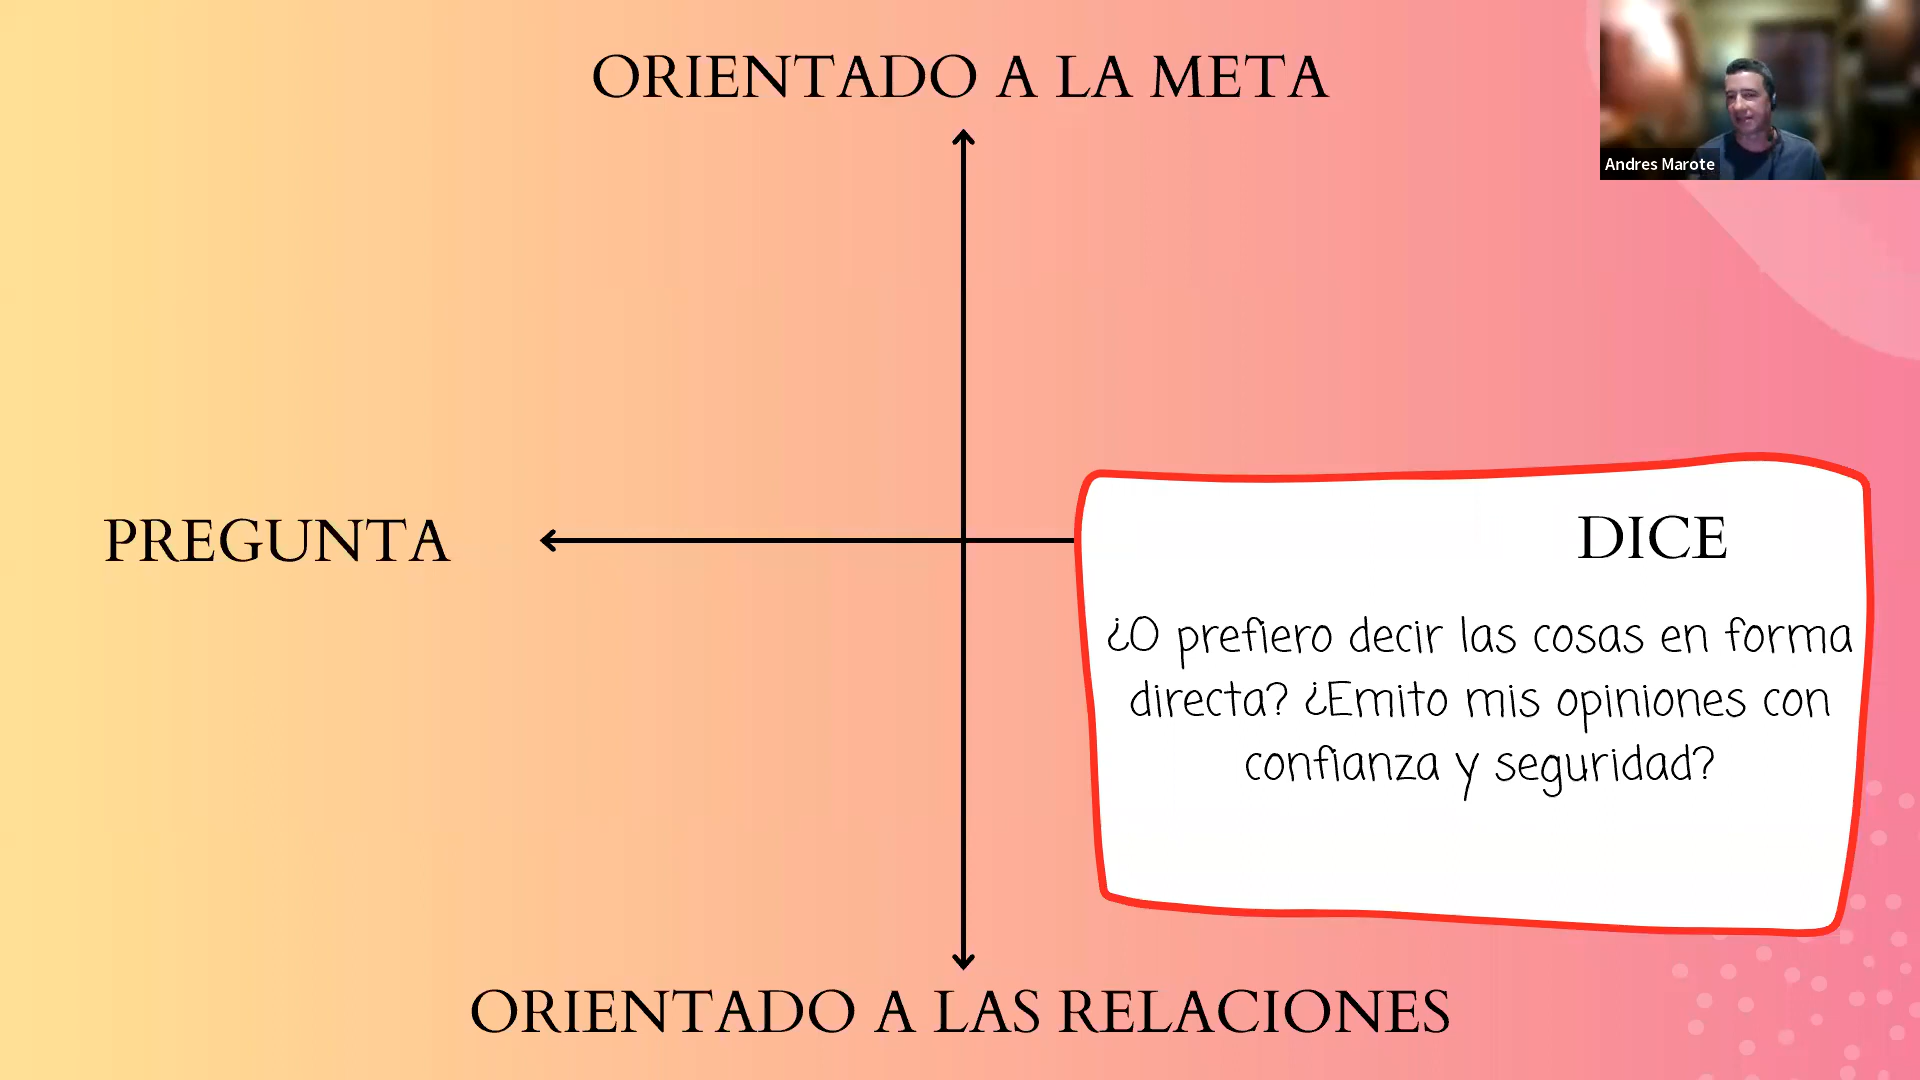 ORIENTADO A LA META
Andres Marote
PREGUNTA
DICE
¿O prefiero decir las cosas en forma
directa? ¿Emito mis opiniones con
confianza y seguridad?
ORIENTADO A LAS RELACIONES